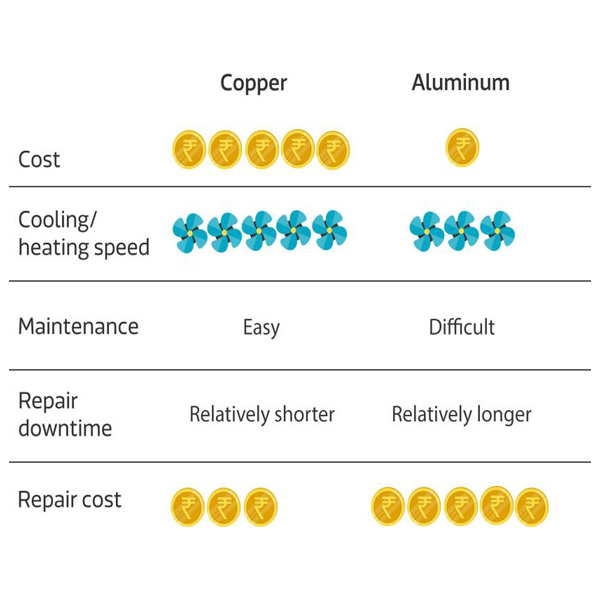 Copper Aluminum
Cost
₹ ₹ ₹ ₹ ₹ ₹
Cooling/
heating speed
Maintenance Easy Difficult
Repair
downtime
Relatively shorter Relatively longer
Repair cost
₹ ₹ ₹ ₹ ₹ ₹ ₹ ₹